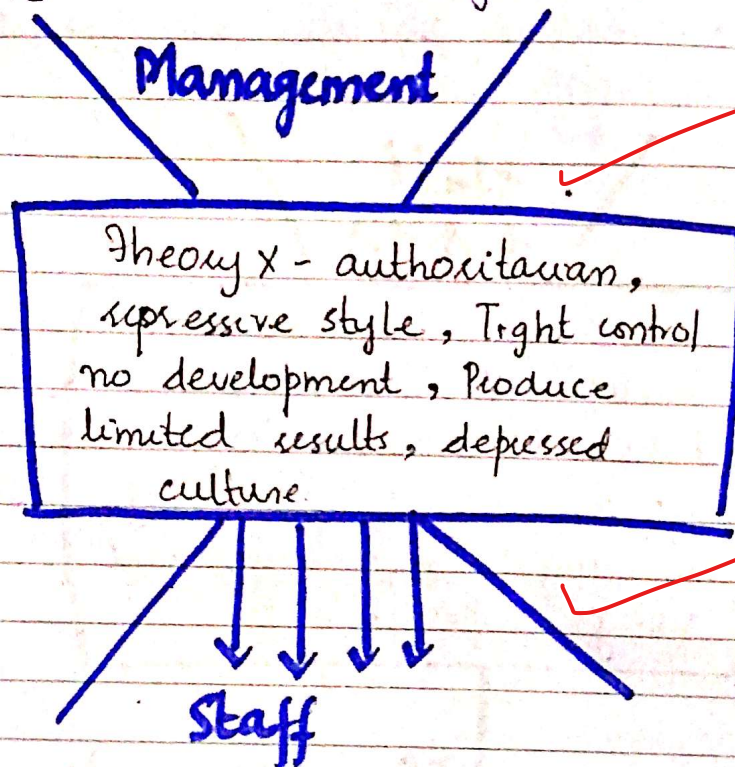 Management
Theory X - authoritarian,
repressive style, Tight control
no development, Produce
limited results, depressed
culture.
Staff